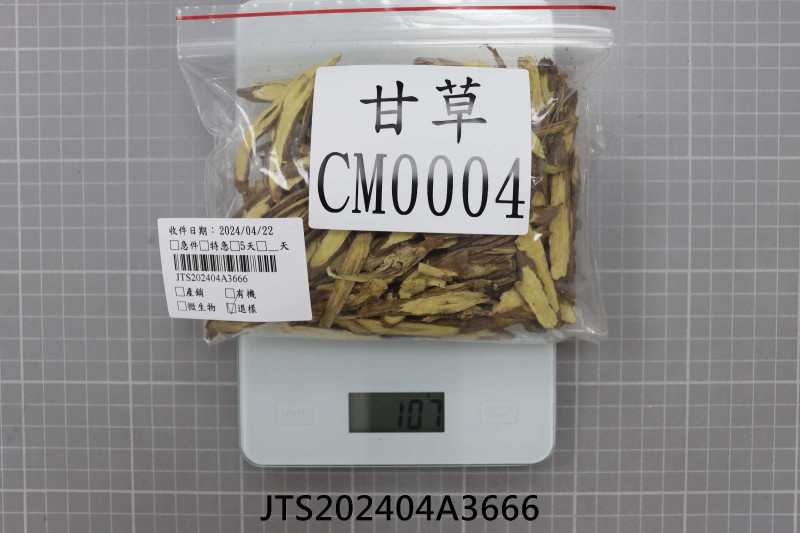 甘草
CM0004
收件日期：2024/04/22
□急件□特急□5天□__天
JTS202404A3666
□產銷 □有機
□微生物 ☑退樣
107
JTS202404A3666